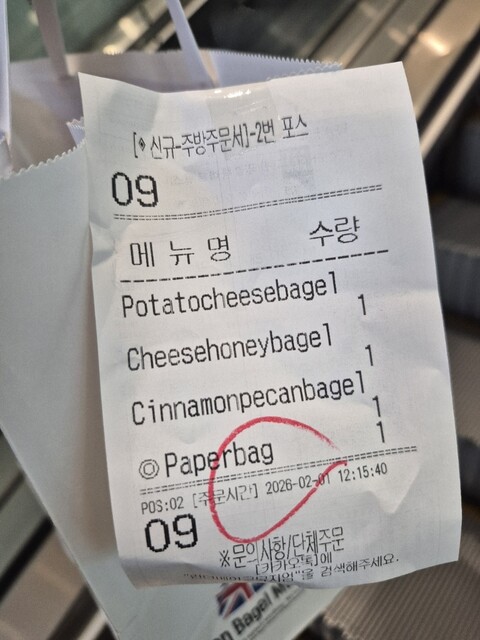 [♦ 신규-주방주문서]-2번 포스
09
메 뉴 명 수량
Potatocheesebagel
1
Cheesehoneybagel
1
Cinnamonpecanbagel
1
◎ Paperbag
1
POS:02 [주문시간] 2026-02-01 12:15:40
09
※문의사항/단체주문
[카카오톡]에
을 검색해주세요.
Bagel